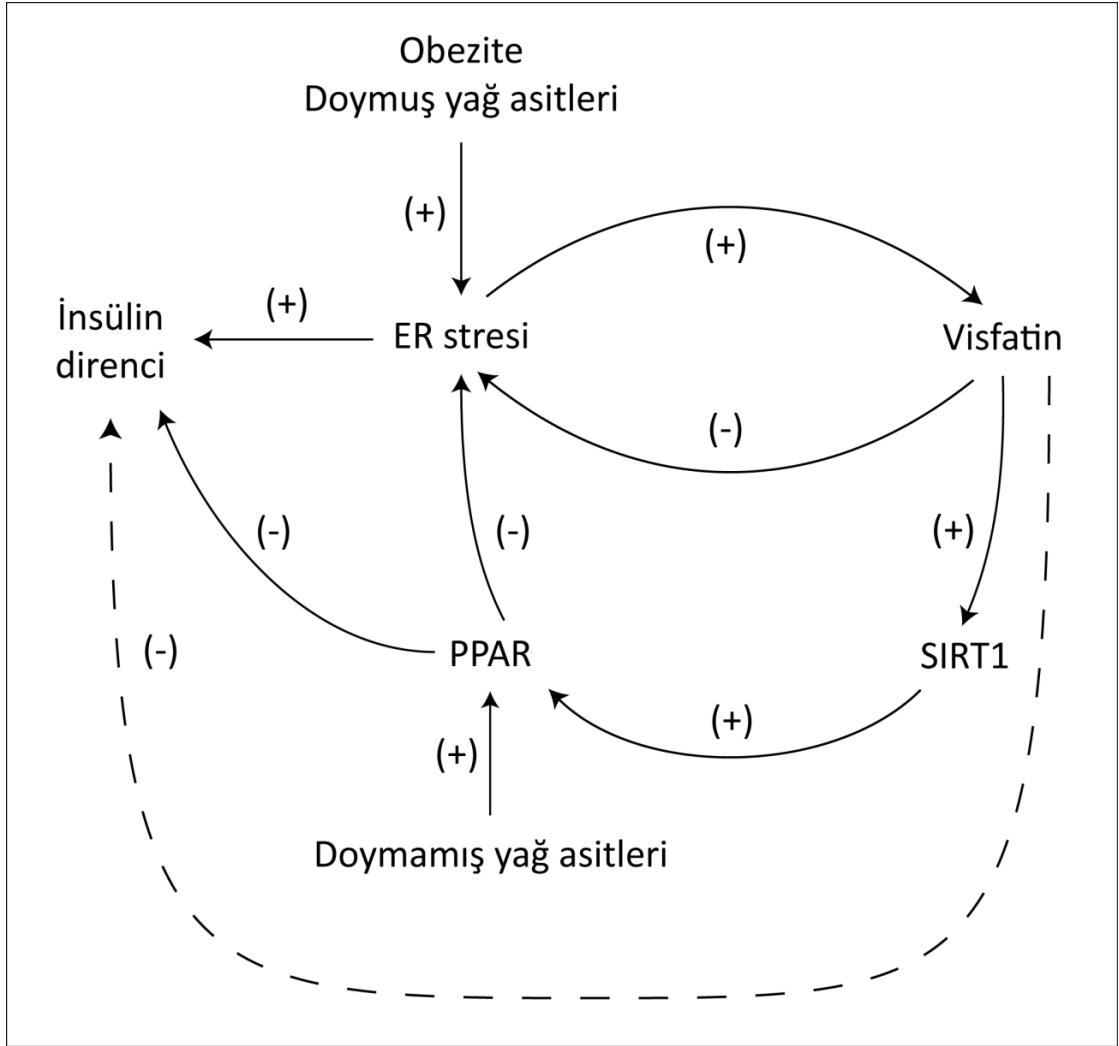 Obezite
Doymuş yağ asitleri
(+)
(+)
(+)
İnsülin
direnci
ER stresi
Visfatin
(-)
(-)
(-)
(+)
(-)
PPAR
SIRT1
(+)
(+)
Doymamış yağ asitleri